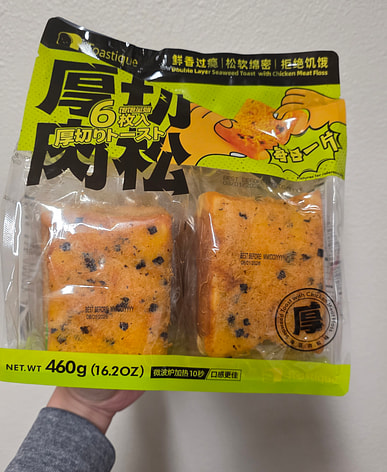 oastique
鲜香过瘾 | 松软绵密 | 拒绝饥饿
Double Layer Seaweed Toast with Chicken Meat Floss
厚切
肉松
6枚入
厚切りトースト
每日一片
BEST BEFORE: MM/DD/YYYY
BEST BEFORE: MM/DD/YYYY
厚
NET.WT 460g (16.2OZ)
微波炉加热10秒 口感更佳